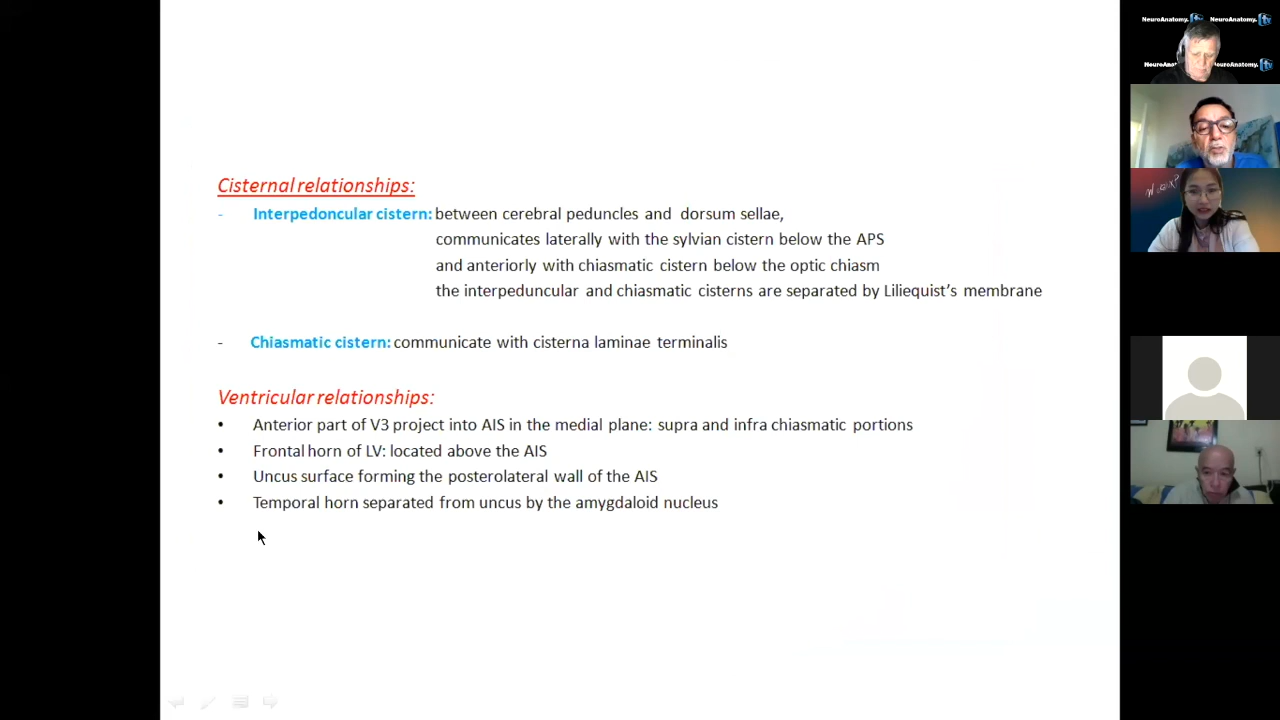 Cisternal relationships:
- Interpedoncular cistern: between cerebral peduncles and dorsum sellae,
communicates laterally with the sylvian cistern below the APS
and anteriorly with chiasmatic cistern below the optic chiasm
the interpeduncular and chiasmatic cisterns are separated by Liliequist's membrane
- Chiasmatic cistern: communicate with cisterna laminae terminalis
Ventricular relationships:
• Anterior part of V3 project into AIS in the medial plane: supra and infra chiasmatic portions
• Frontal horn of LV: located above the AIS
• Uncus surface forming the posterolateral wall of the AIS
• Temporal horn separated from uncus by the amygdaloid nucleus
NeuroAnatomy. NeuroAnatomy.